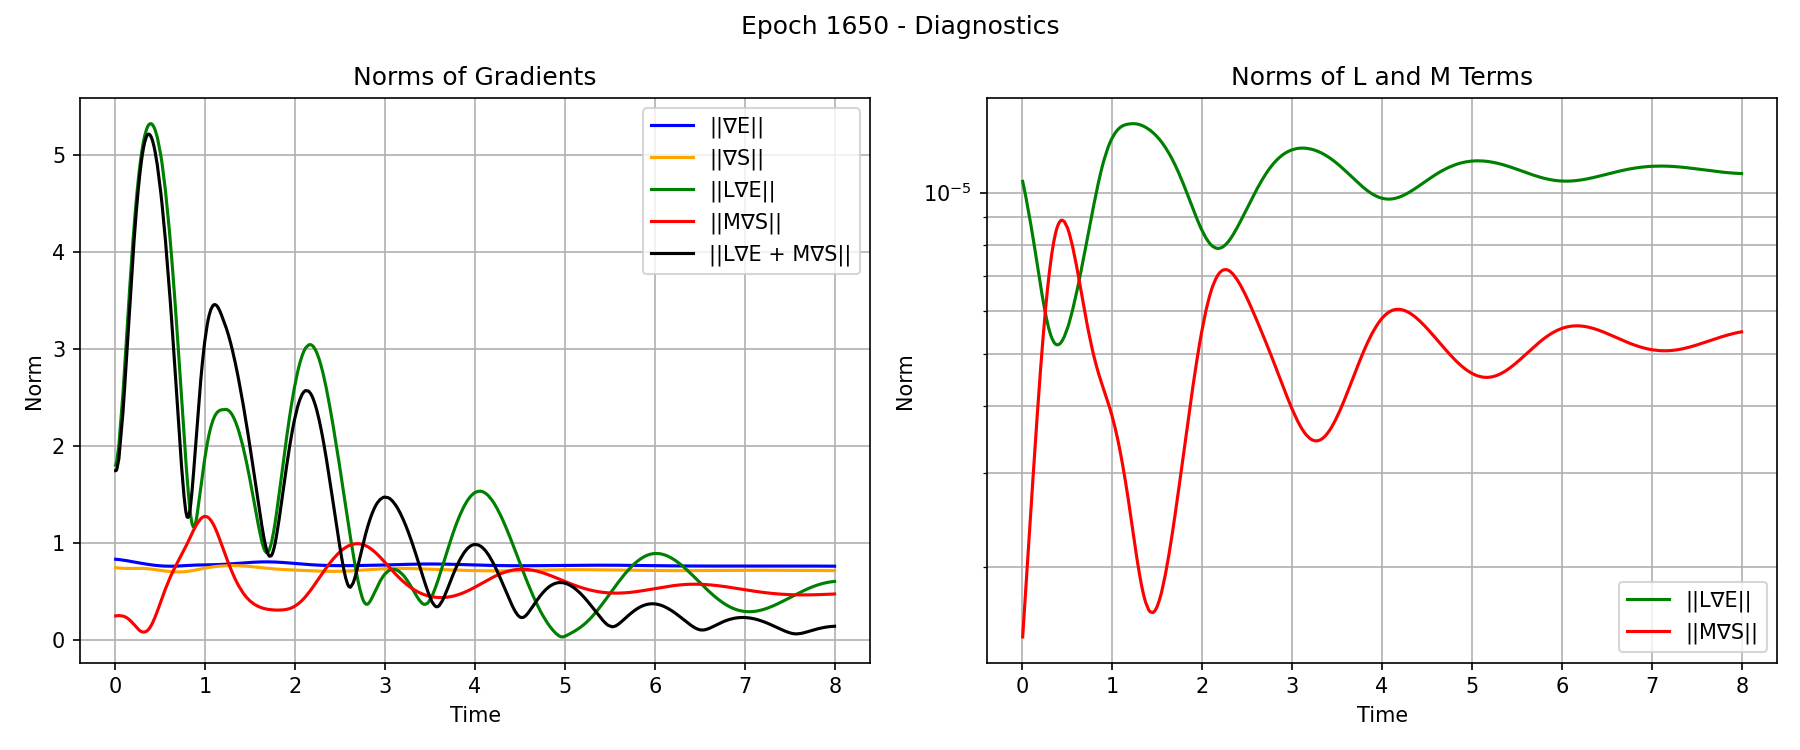 Epoch 1650 - Diagnostics
Norms of Gradients
Norm
5
4
3
2
1
0
||∇E||
||∇S||
||L∇E||
||M∇S||
||L∇E + M∇S||
0 1 2 3 4 5 6 7 8
Time
Norms of L and M Terms
Norm
10⁻⁵
||L∇E||
||M∇S||
0 1 2 3 4 5 6 7 8
Time